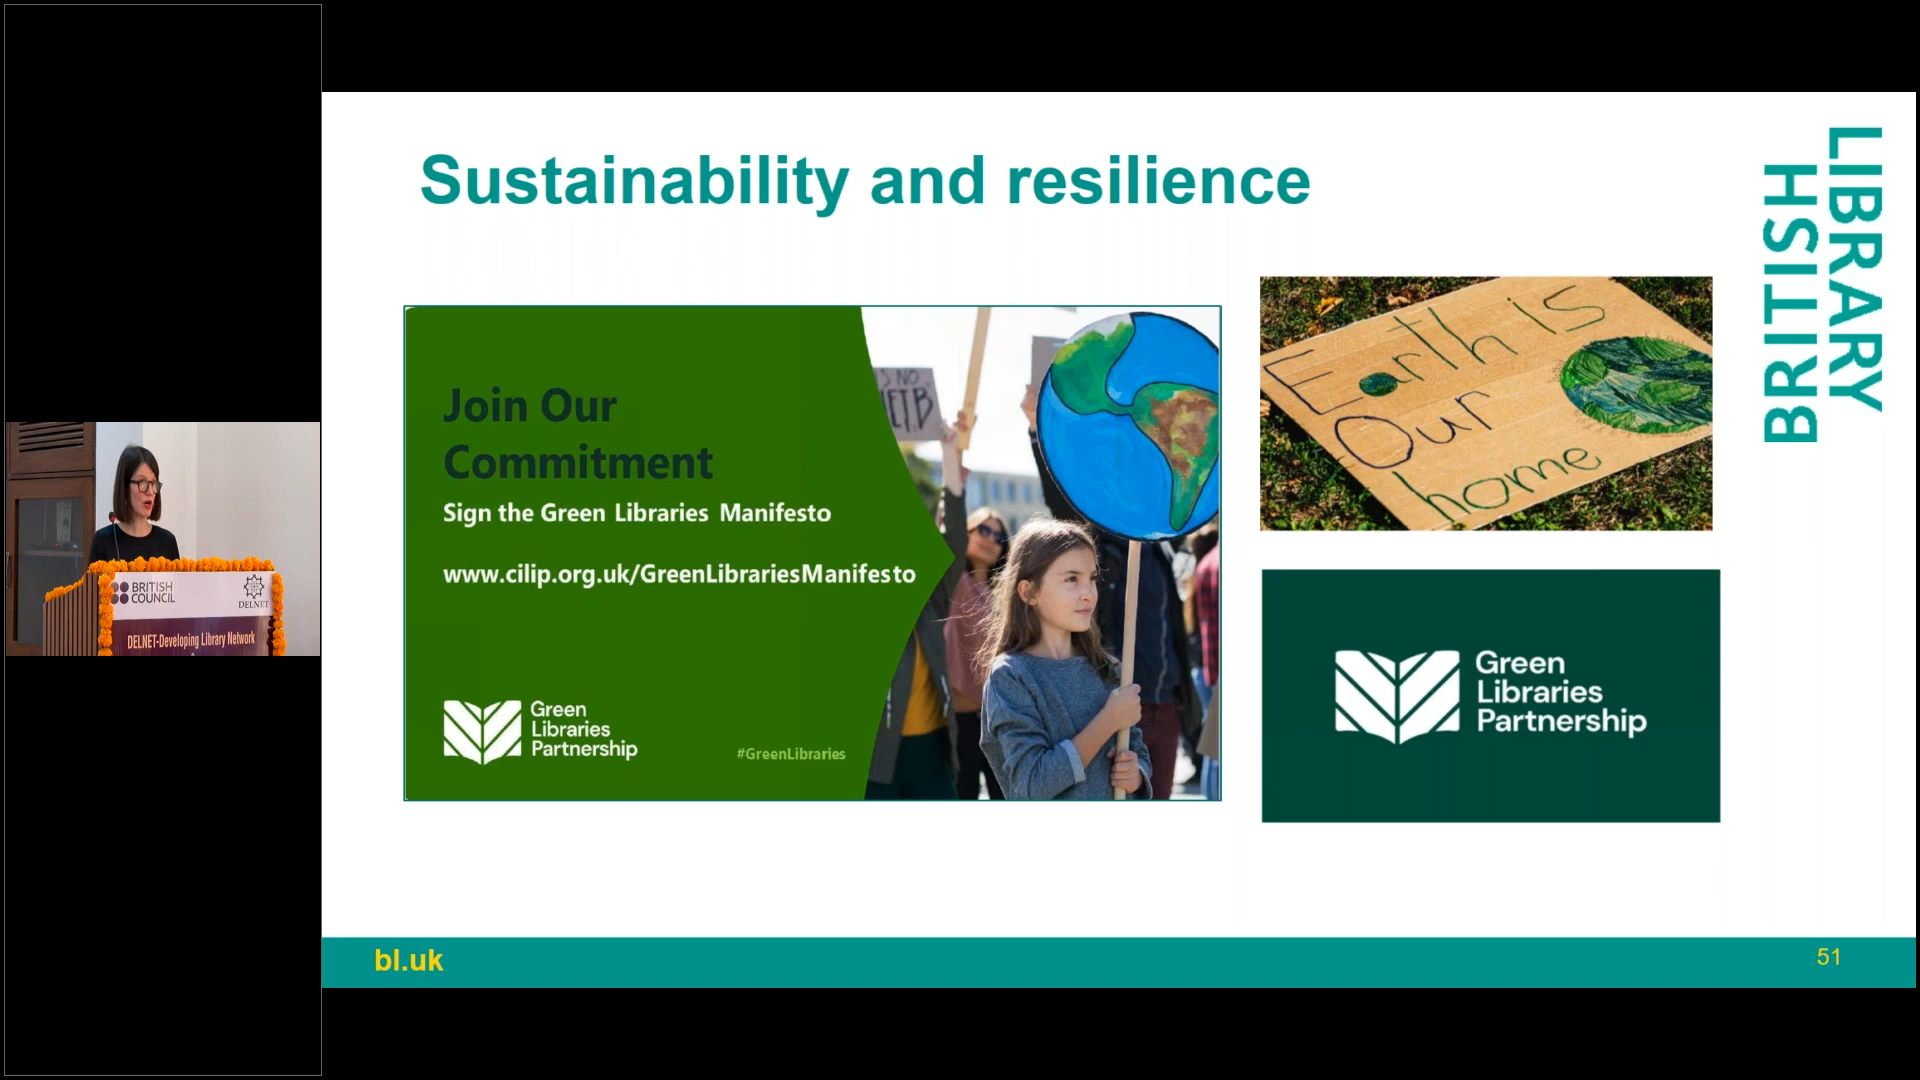 Sustainability and resilience
BRITISH
LIBRARY
Join Our
Commitment
Sign the Green Libraries Manifesto
www.cilip.org.uk/GreenLibrariesManifesto
Green
Libraries
Partnership
#GreenLibraries
Earth is
Our
home
Green
Libraries
Partnership
BRITISH
COUNCIL
DELNET
DELNET-Developing Library Network
bl.uk
51